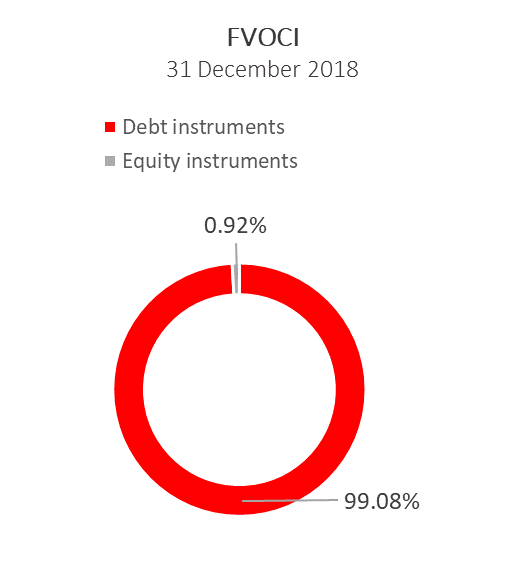 FVOCI
31 December 2018
Debt instruments
Equity instruments
0.92%
99.08%